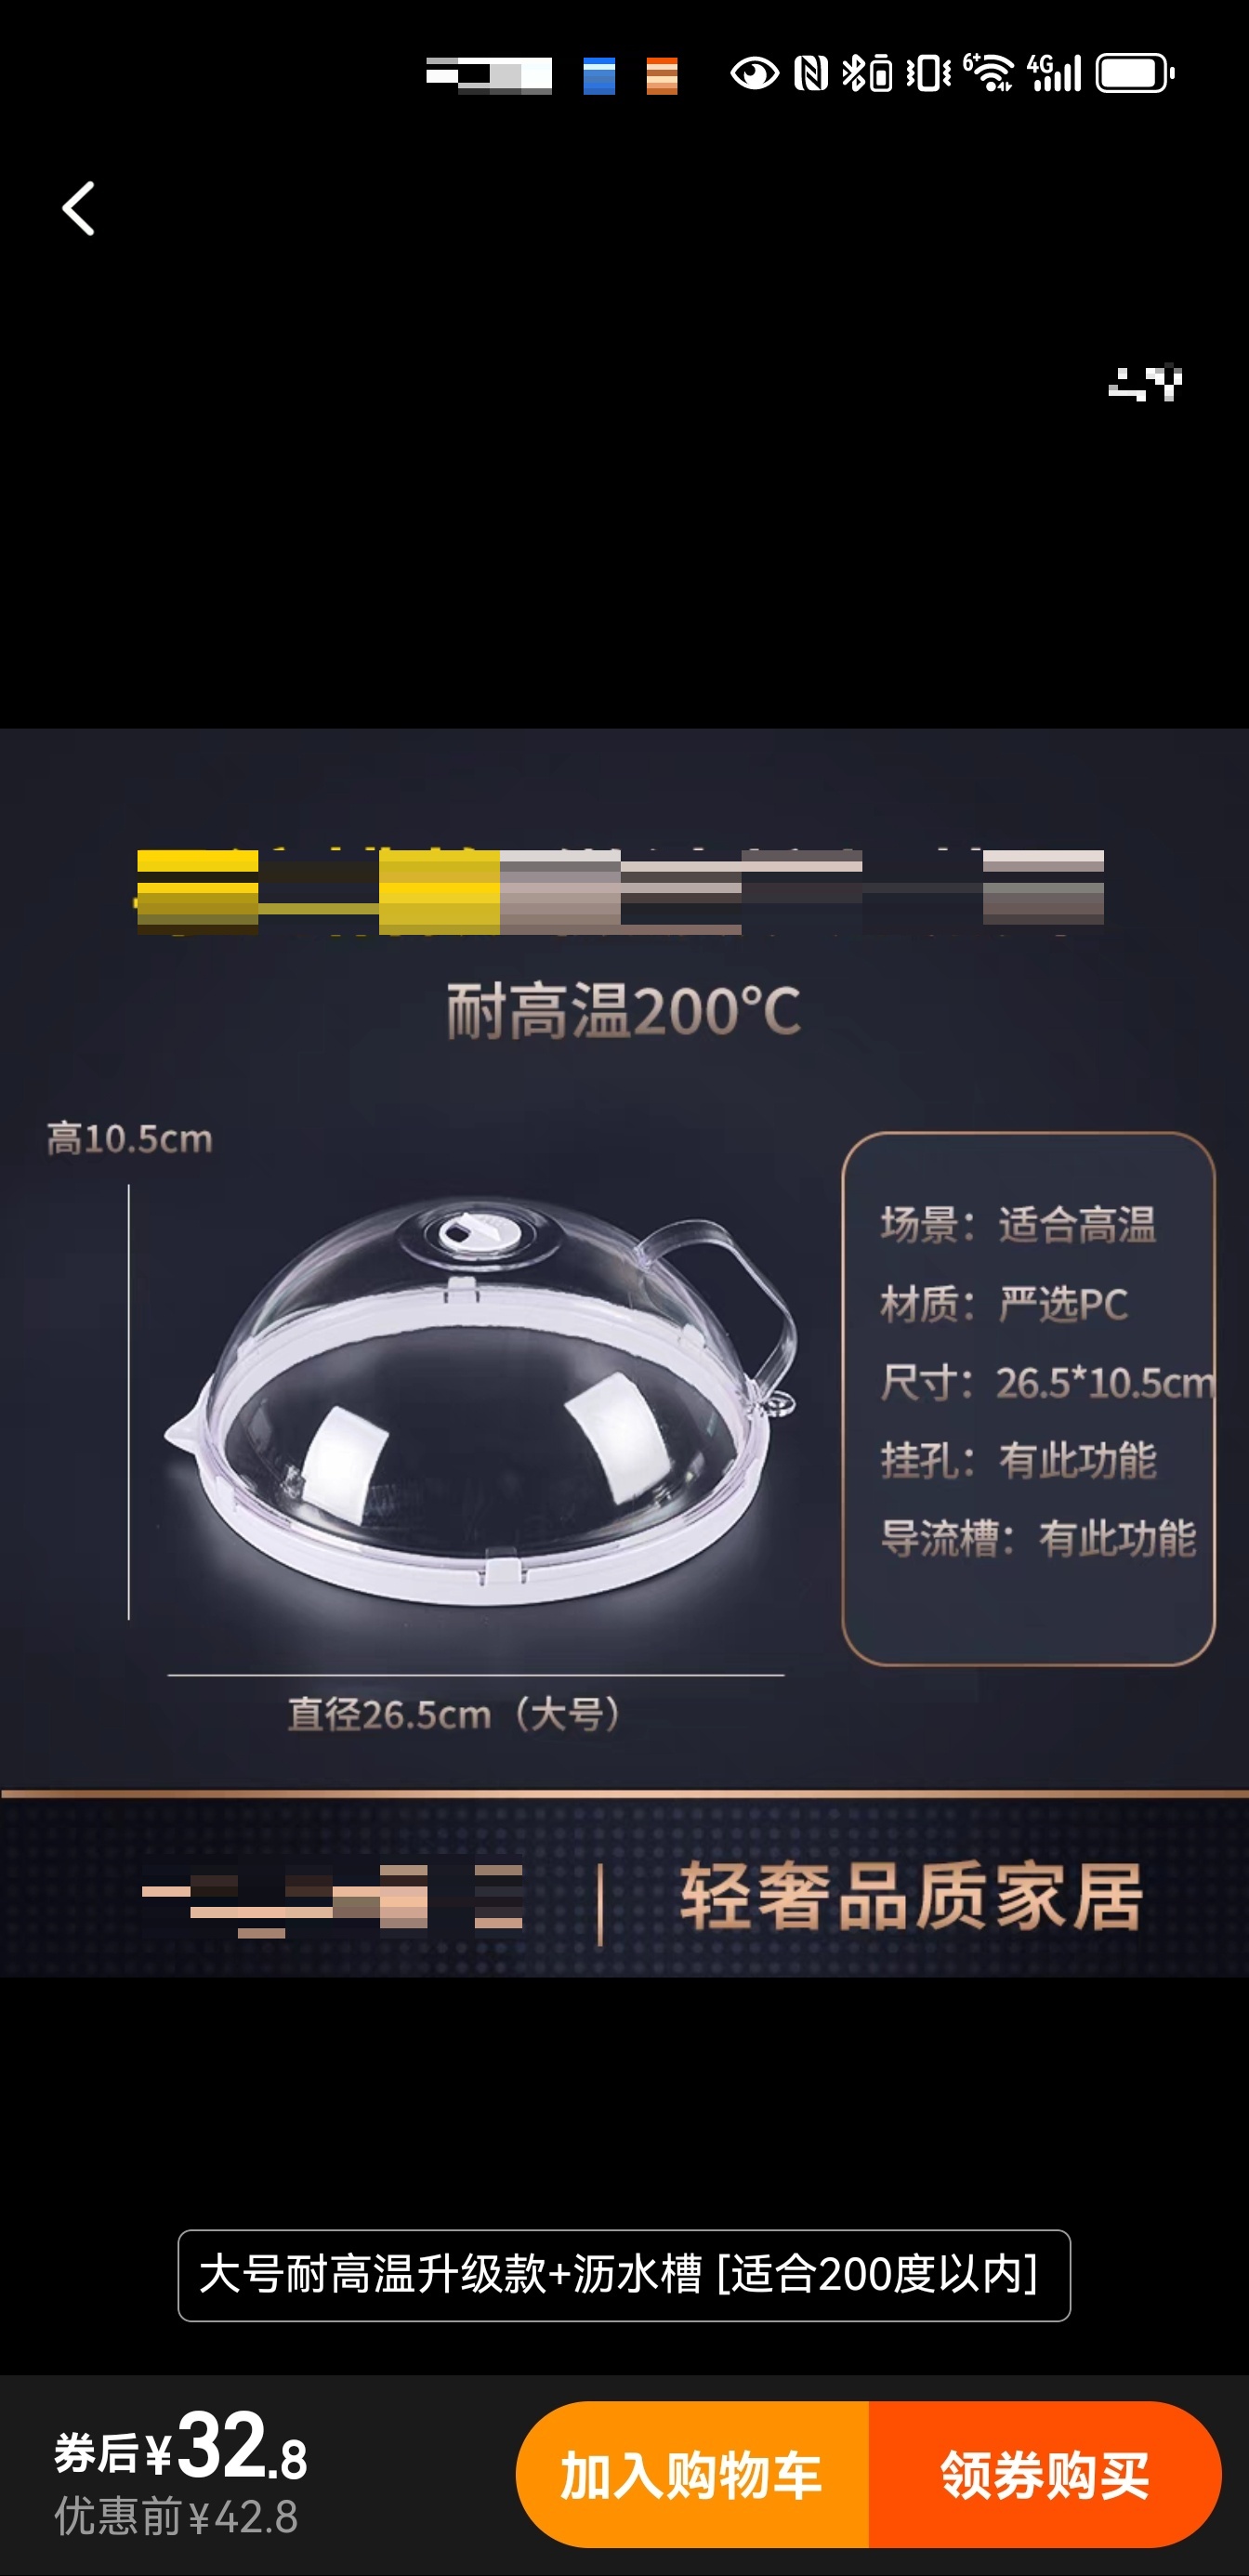 6+ 4G
耐高温200°C
高10.5cm
场景：适合高温
材质：严选PC
尺寸：26.5*10.5cm
挂孔：有此功能
导流槽：有此功能
直径26.5cm（大号）
轻奢品质家居
大号耐高温升级款+沥水槽 [适合200度以内]
券后¥32.8
优惠前¥42.8
加入购物车
领券购买